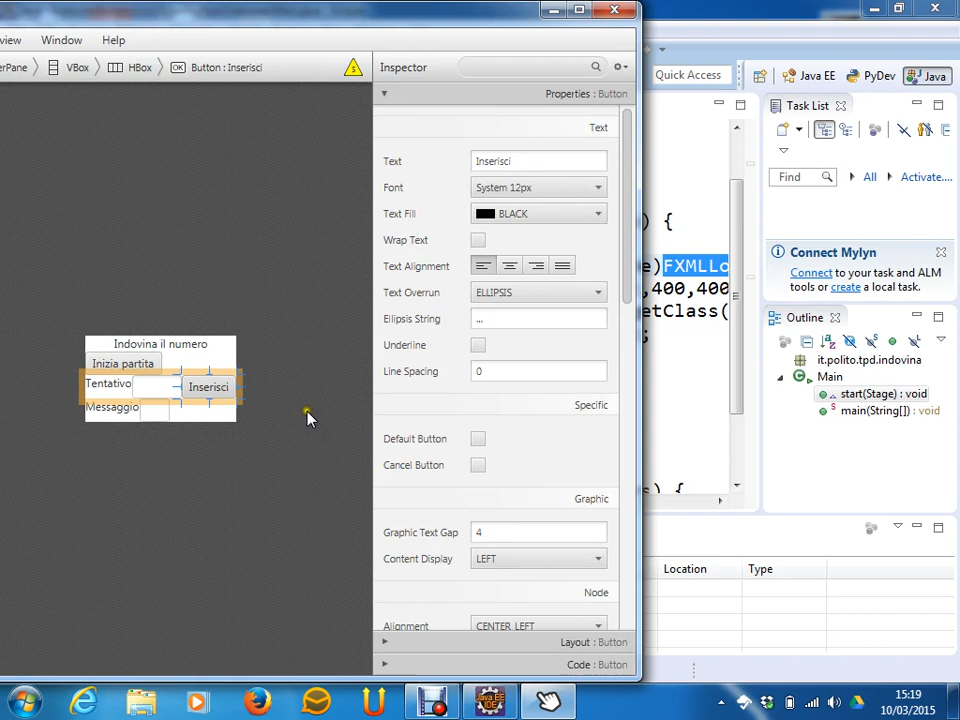 view Window Help
erPane VBox HBox OK Button : Inserisci
Inspector
Properties : Button
Text
Text Inserisci
Font System 12px
Text Fill BLACK
Wrap Text
Text Alignment
Text Overrun ELLIPSIS
Ellipsis String ...
Underline
Line Spacing 0
Specific
Default Button
Cancel Button
Graphic
Graphic Text Gap 4
Content Display LEFT
Node
Alignment CENTER_LEFT
Layout : Button
Code : Button
Indovina il numero
Inizia partita
Tentativo Inserisci
Messaggio
Quick Access Java EE PyDev Java
) {
e)FXMLLo
,400,400
etClass(
;
s) {
Task List
Find All Activate....
Connect Mylyn
Connect to your task and ALM
tools or create a local task.
Outline
it.polito.tpd.indovina
Main
start(Stage) : void
main(String[]) : void
Location Type
Java EE
IDE
15:19
10/03/2015